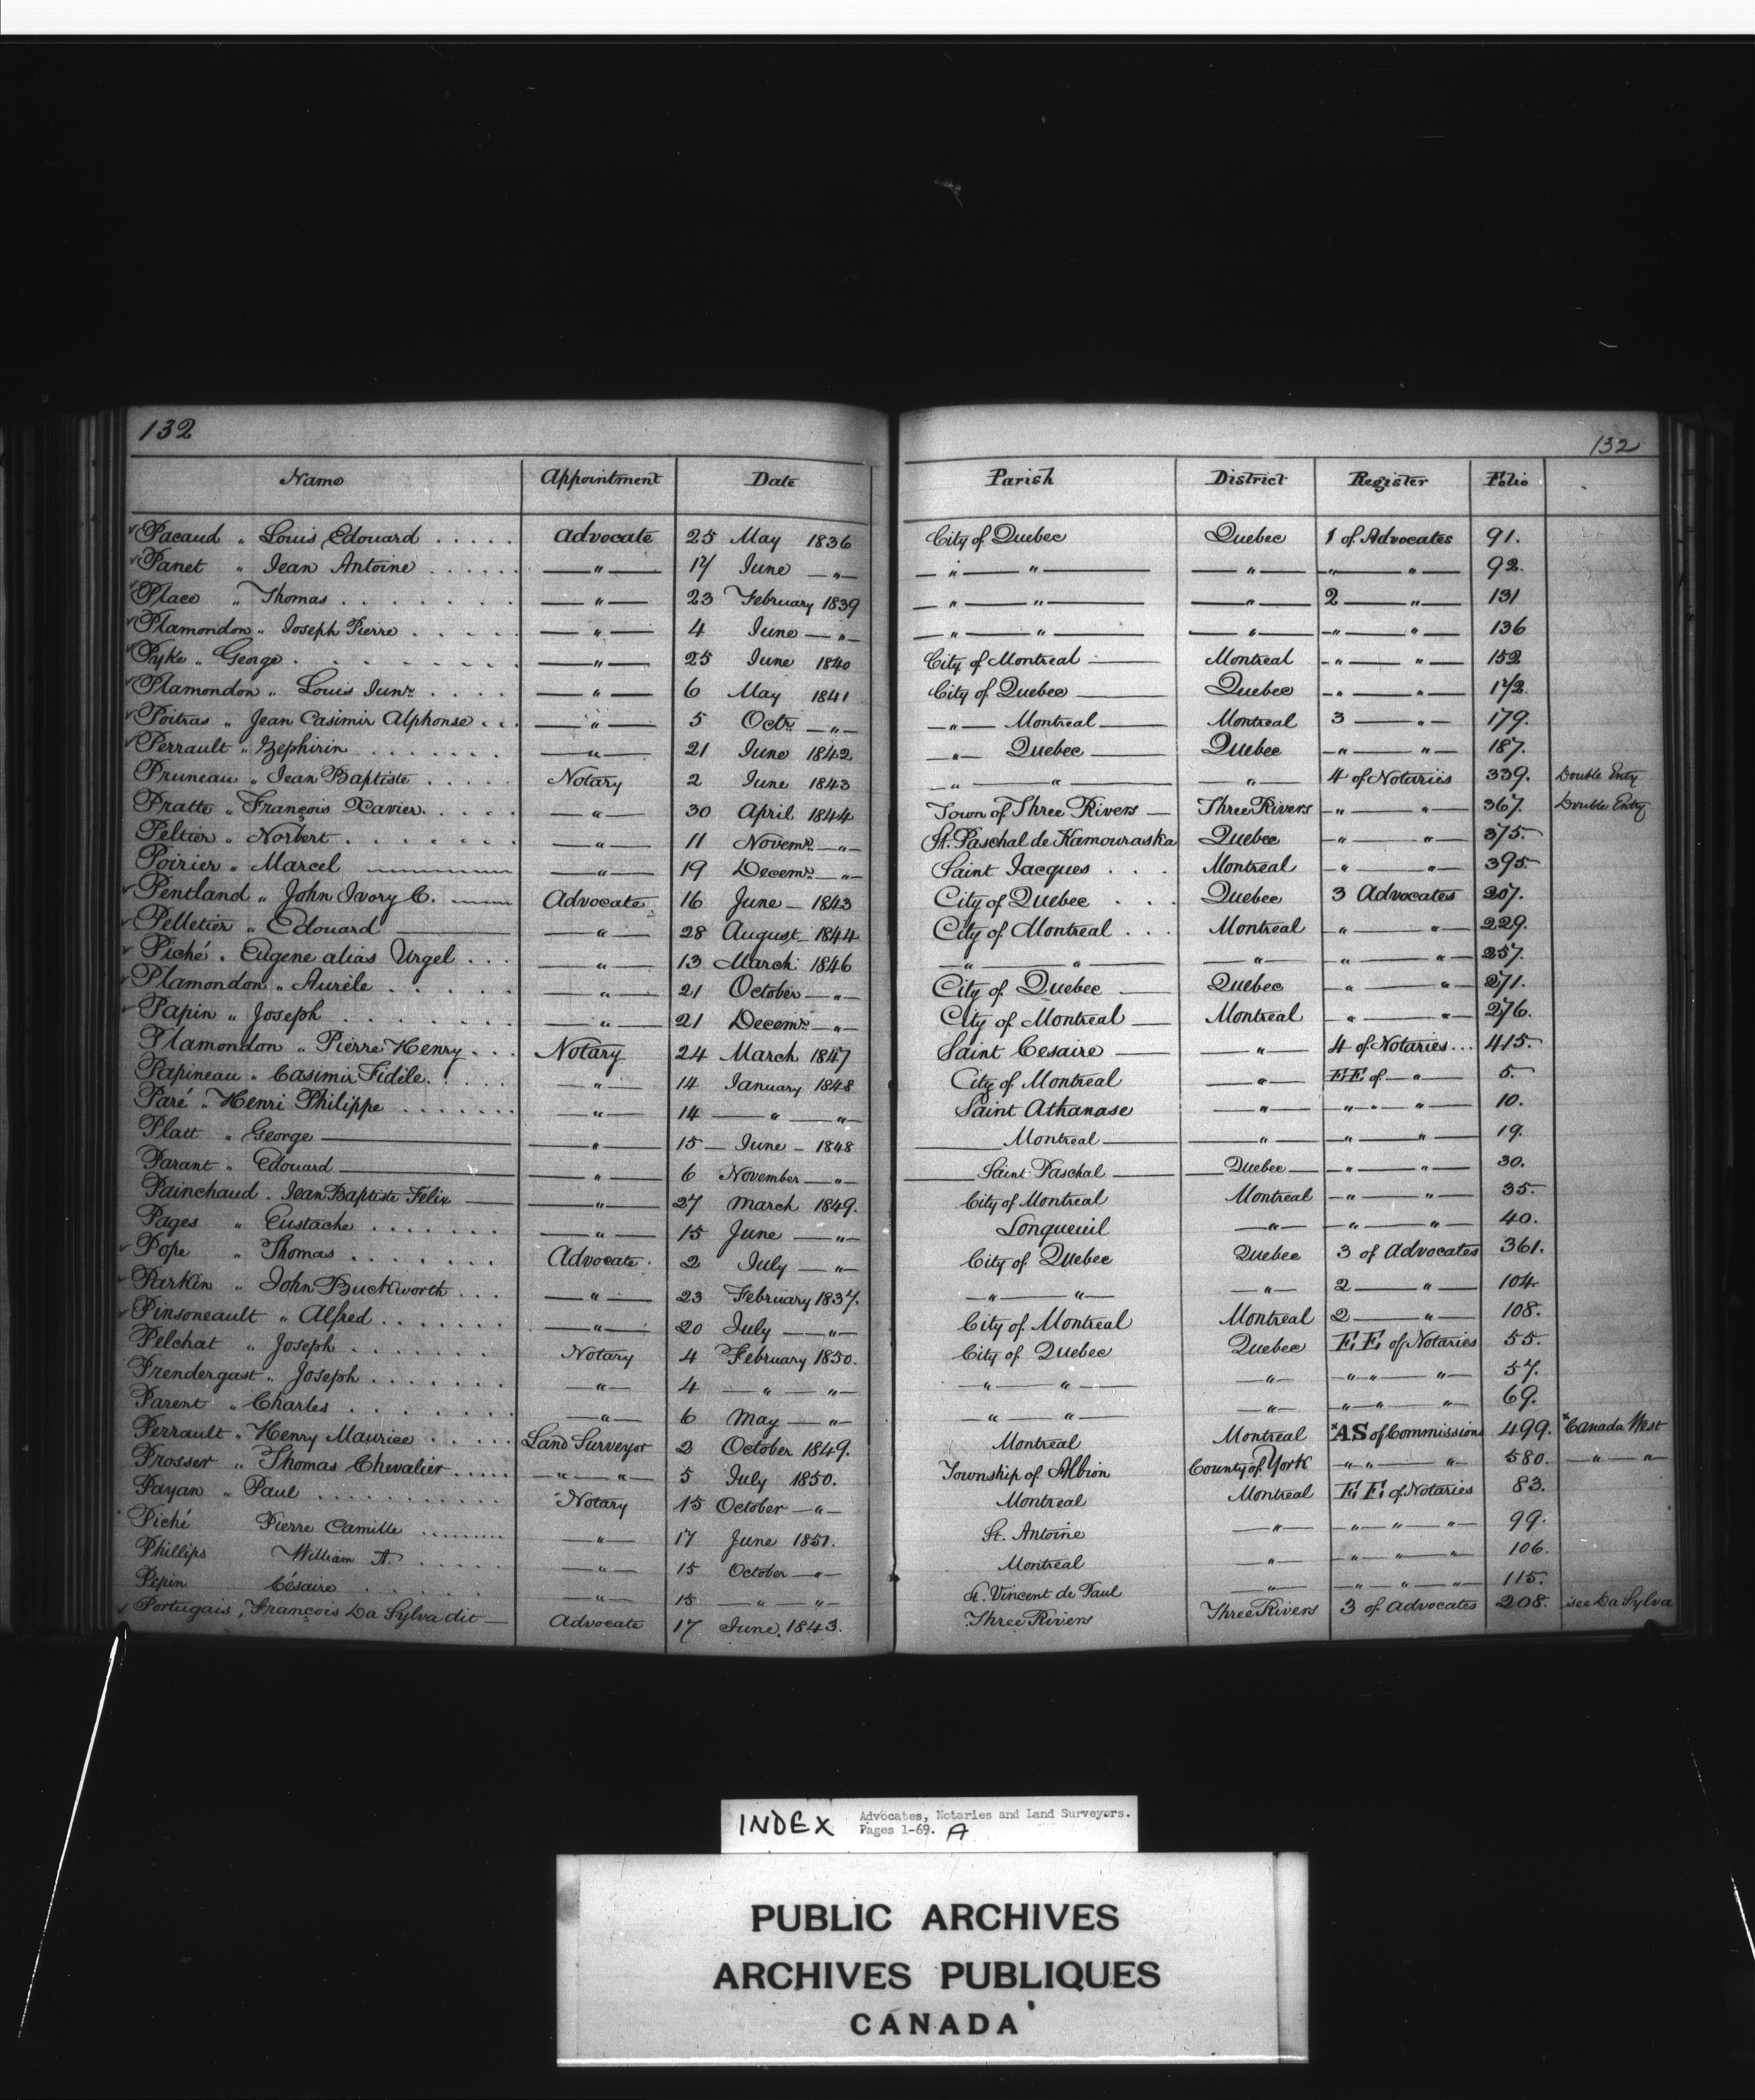 132
132
Name Appointment Date Parish District Register Folio
Pacaud „ Louis Edouard . . . . . Advocate 25 May 1836 City of Quebec Quebec 1 of Advocates 91.
Panet „ Jean Antoine . . . . . . —„— 17 June —„— —„—„— —„— —„—„— 92.
Place „ Thomas . . . . . . . —„— 23 February 1839 —„—„— —„— 2 —„— 131
Plamondon „ Joseph Pierre . . . . . —„— 4 June —„— —„—„— —„— —„—„— 136
Pyke „ George . . . . . . . . —„— 25 June 1840 City of Montreal — Montreal —„—„— 152
Plamondon „ Louis Junr. . . . . —„— 6 May 1841 City of Quebec — Quebec —„—„— 172.
Poitras „ Jean Casimir Alphonse . . . —„— 5 Octr. —„— —„— Montreal — Montreal 3 —„— 179.
Perrault „ Zephirin . . . . . . . —„— 21 June 1842 —„— Quebec — Quebec —„—„— 187.
Pruneau „ Jean Baptiste . . . . . Notary 2 June 1843 —„—„— —„— 4 of Notaries 339. Double Enty
Pratte „ François Xavier. . . . . —„— 30 April 1844 Town of Three Rivers — Three Rivers —„—„— 367. Double Entry
Peltier „ Norbert . . . . . . . —„— 11 Novemr. —„— St. Paschal de Kamouraska Quebec —„—„— 375.
Poirier „ Marcel —— —„— 19 Decemr. —„— Saint Jacques . . . Montreal —„—„— 395.
Pentland „ John Ivory C. —— Advocate 16 June — 1843 City of Quebec . . . Quebec 3 Advocates 207.
Pelletier „ Edouard —— —„— 28 August — 1844 City of Montreal . . . Montreal —„—„— 229.
Piché „ Eugene alias Urgel . . . —„— 13 March 1846 —„—„— —„— —„—„— 257.
Plamondon „ Aurèle . . . . . . —„— 21 October —„— City of Quebec — Quebec —„—„— 271.
Papin „ Joseph . . . . . . . —„— 21 Decemr. —„— City of Montreal — Montreal —„—„— 276.
Plamondon „ Pierre Henry . . . Notary 24 March 1847 Saint Cesaire — —„— 4 of Notaries . . . 415.
Papineau „ Casimir Fidèle. . . . . —„— 14 January 1848 City of Montreal —„— EE of —„— 5.
Paré „ Henri Philippe . . . . . . . —„— 14 —„— —„— Saint Athanase —„— —„—„— 10.
Platt „ George —— —„— 15 — June — 1848 — Montreal — —„— —„—„— 19.
Parant „ Edouard —— —„— 6 November —„— — Saint Paschal — Quebec — —„—„— 30.
Painchaud „ Jean Baptiste Felix — —„— 27 March 1849. City of Montreal Montreal —„—„— 35.
Pages „ Eustache . . . . . . . —„— 15 June —„— Longueuil —„— —„—„— 40.
Pope „ Thomas . . . . . . . Advocate. 2 July —„— City of Quebec Quebec 3 of Advocates 361.
Parkin „ John Buckworth . . . —„— 23 February 1837. —„—„— —„— 2 —„— 104
Pinsoneault „ Alfred . . . . . . . —„— 20 July —„— City of Montreal Montreal 2 —„— 108.
Pelchat „ Joseph . . . . . . . Notary 4 February 1850. City of Quebec Quebec EE of Notaries 55.
Prendergast „ Joseph . . . . . . . —„— 4 —„—„— —„—„— —„— —„„—„— 57.
Parent „ Charles . . . . . . . . —„— 6 May —„— —„—„— —„— —„„—„— 69.
Perrault „ Henry Maurice . . . . . Land Surveyor 2 October 1849. Montreal Montreal *AS of Commissions 499. *Canada West
Prosser „ Thomas Chevalier . . . . . —„—„— 5 July 1850. Township of Albion County of York —„„—„— 580. —„—„—
Payan „ Paul . . . . . . . . . . . Notary 15 October —„— Montreal Montreal EE of Notaries 83.
Piché Pierre Camille ......... —„— 17 June 1851. St. Antoine —„— —„—„—„— 99.
Phillips William A. . . . . . —„— 15 October —„— Montreal —„— —„—„—„— 106.
Pepin Césaire . . . . . . —„— 15 —„—„— St. Vincent de Paul —„— —„—„—„— 115.
Portugais, François Da Sylva dit — Advocate 17 June, 1843. Three Rivers Three Rivers 3 of Advocates 208. see Da Sylva
INDEX Advocates, Notaries and Land Surveyors.
Pages 1-69. A
PUBLIC ARCHIVES
ARCHIVES PUBLIQUES
CANADA